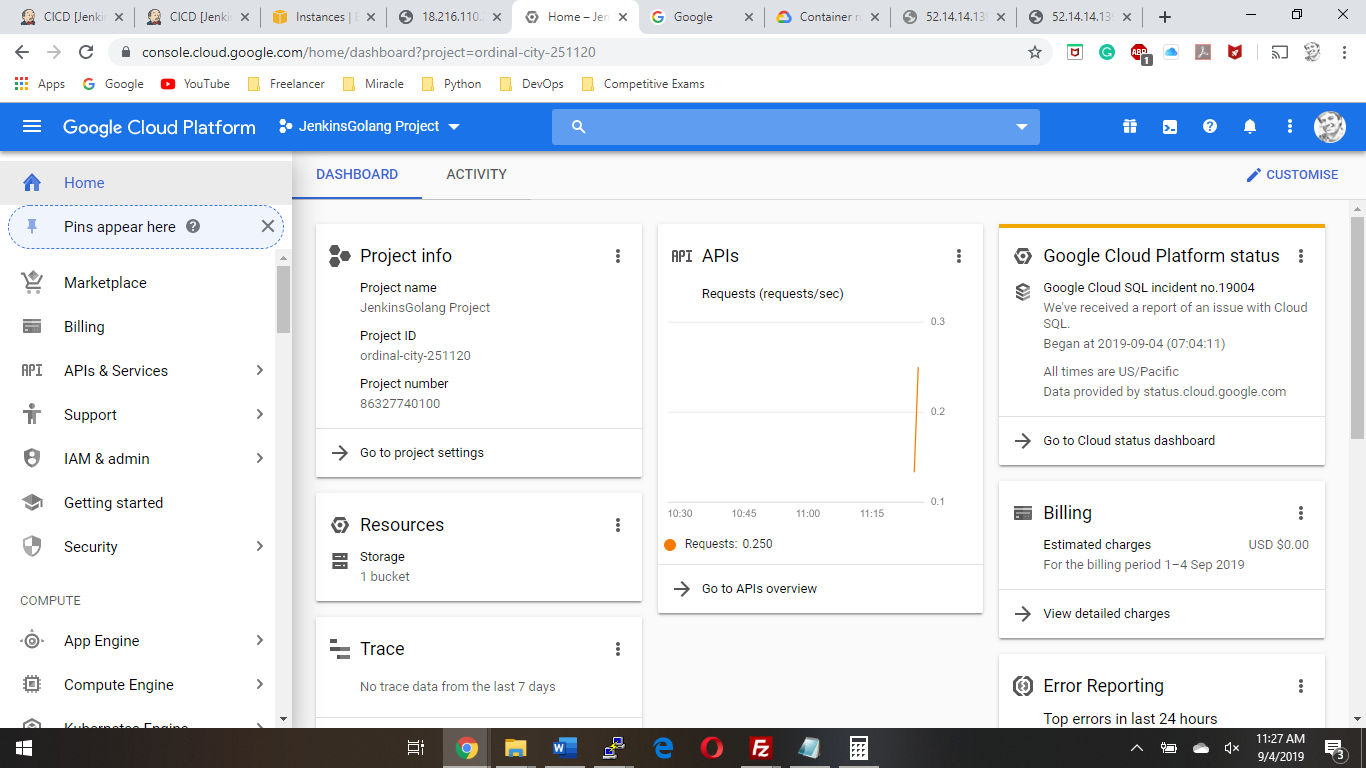 CICD [Jenki
CICD [Jenki
Instances | 
18.216.110.
Home – Jen
Google
Container r
52.14.14.13
52.14.14.13
console.cloud.google.com/home/dashboard?project=ordinal-city-251120
ABP
1
Apps
Google
YouTube
Freelancer
Miracle
Python
DevOps
Competitive Exams
Google Cloud Platform
JenkinsGolang Project
Home
Pins appear here
Marketplace
Billing
API APIs & Services
Support
IAM & admin
Getting started
Security
COMPUTE
App Engine
Compute Engine
Kubernetes Engine
DASHBOARD
ACTIVITY
CUSTOMISE
Project info
Project name
JenkinsGolang Project
Project ID
ordinal-city-251120
Project number
86327740100
Go to project settings
Resources
Storage
1 bucket
Trace
No trace data from the last 7 days
API APIs
Requests (requests/sec)
0.3
0.2
0.1
10:30 10:45 11:00 11:15
Requests: 0.250
Go to APIs overview
Google Cloud Platform status
Google Cloud SQL incident no.19004
We've received a report of an issue with Cloud
SQL.
Began at 2019-09-04 (07:04:11)
All times are US/Pacific
Data provided by status.cloud.google.com
Go to Cloud status dashboard
Billing
Estimated charges USD $0.00
For the billing period 1–4 Sep 2019
View detailed charges
Error Reporting
Top errors in last 24 hours
11:27 AM
9/4/2019
3